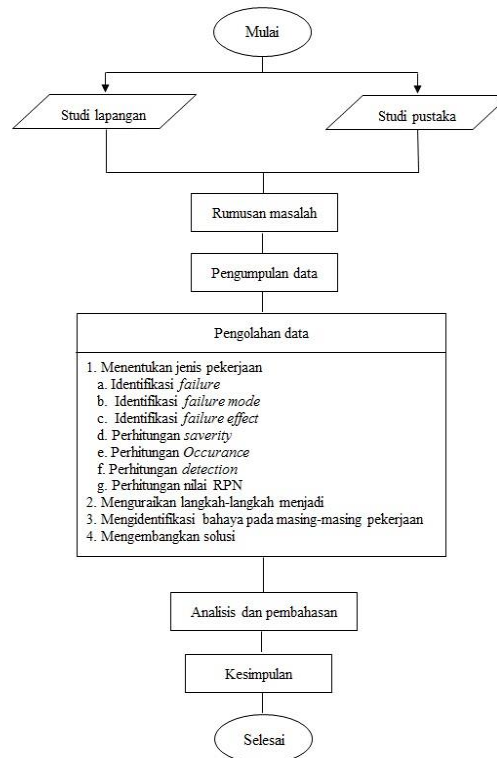 Mulai
Studi lapangan
Studi pustaka
Rumusan masalah
Pengumpulan data
Pengolahan data
1. Menentukan jenis pekerjaan
a. Identifikasi failure
b. Identifikasi failure mode
c. Identifikasi failure effect
d. Perhitungan saverity
e. Perhitungan Occurance
f. Perhitungan detection
g. Perhitungan nilai RPN
2. Menguraikan langkah-langkah menjadi
3. Mengidentifikasi bahaya pada masing-masing pekerjaan
4. Mengembangkan solusi
Analisis dan pembahasan
Kesimpulan
Selesai